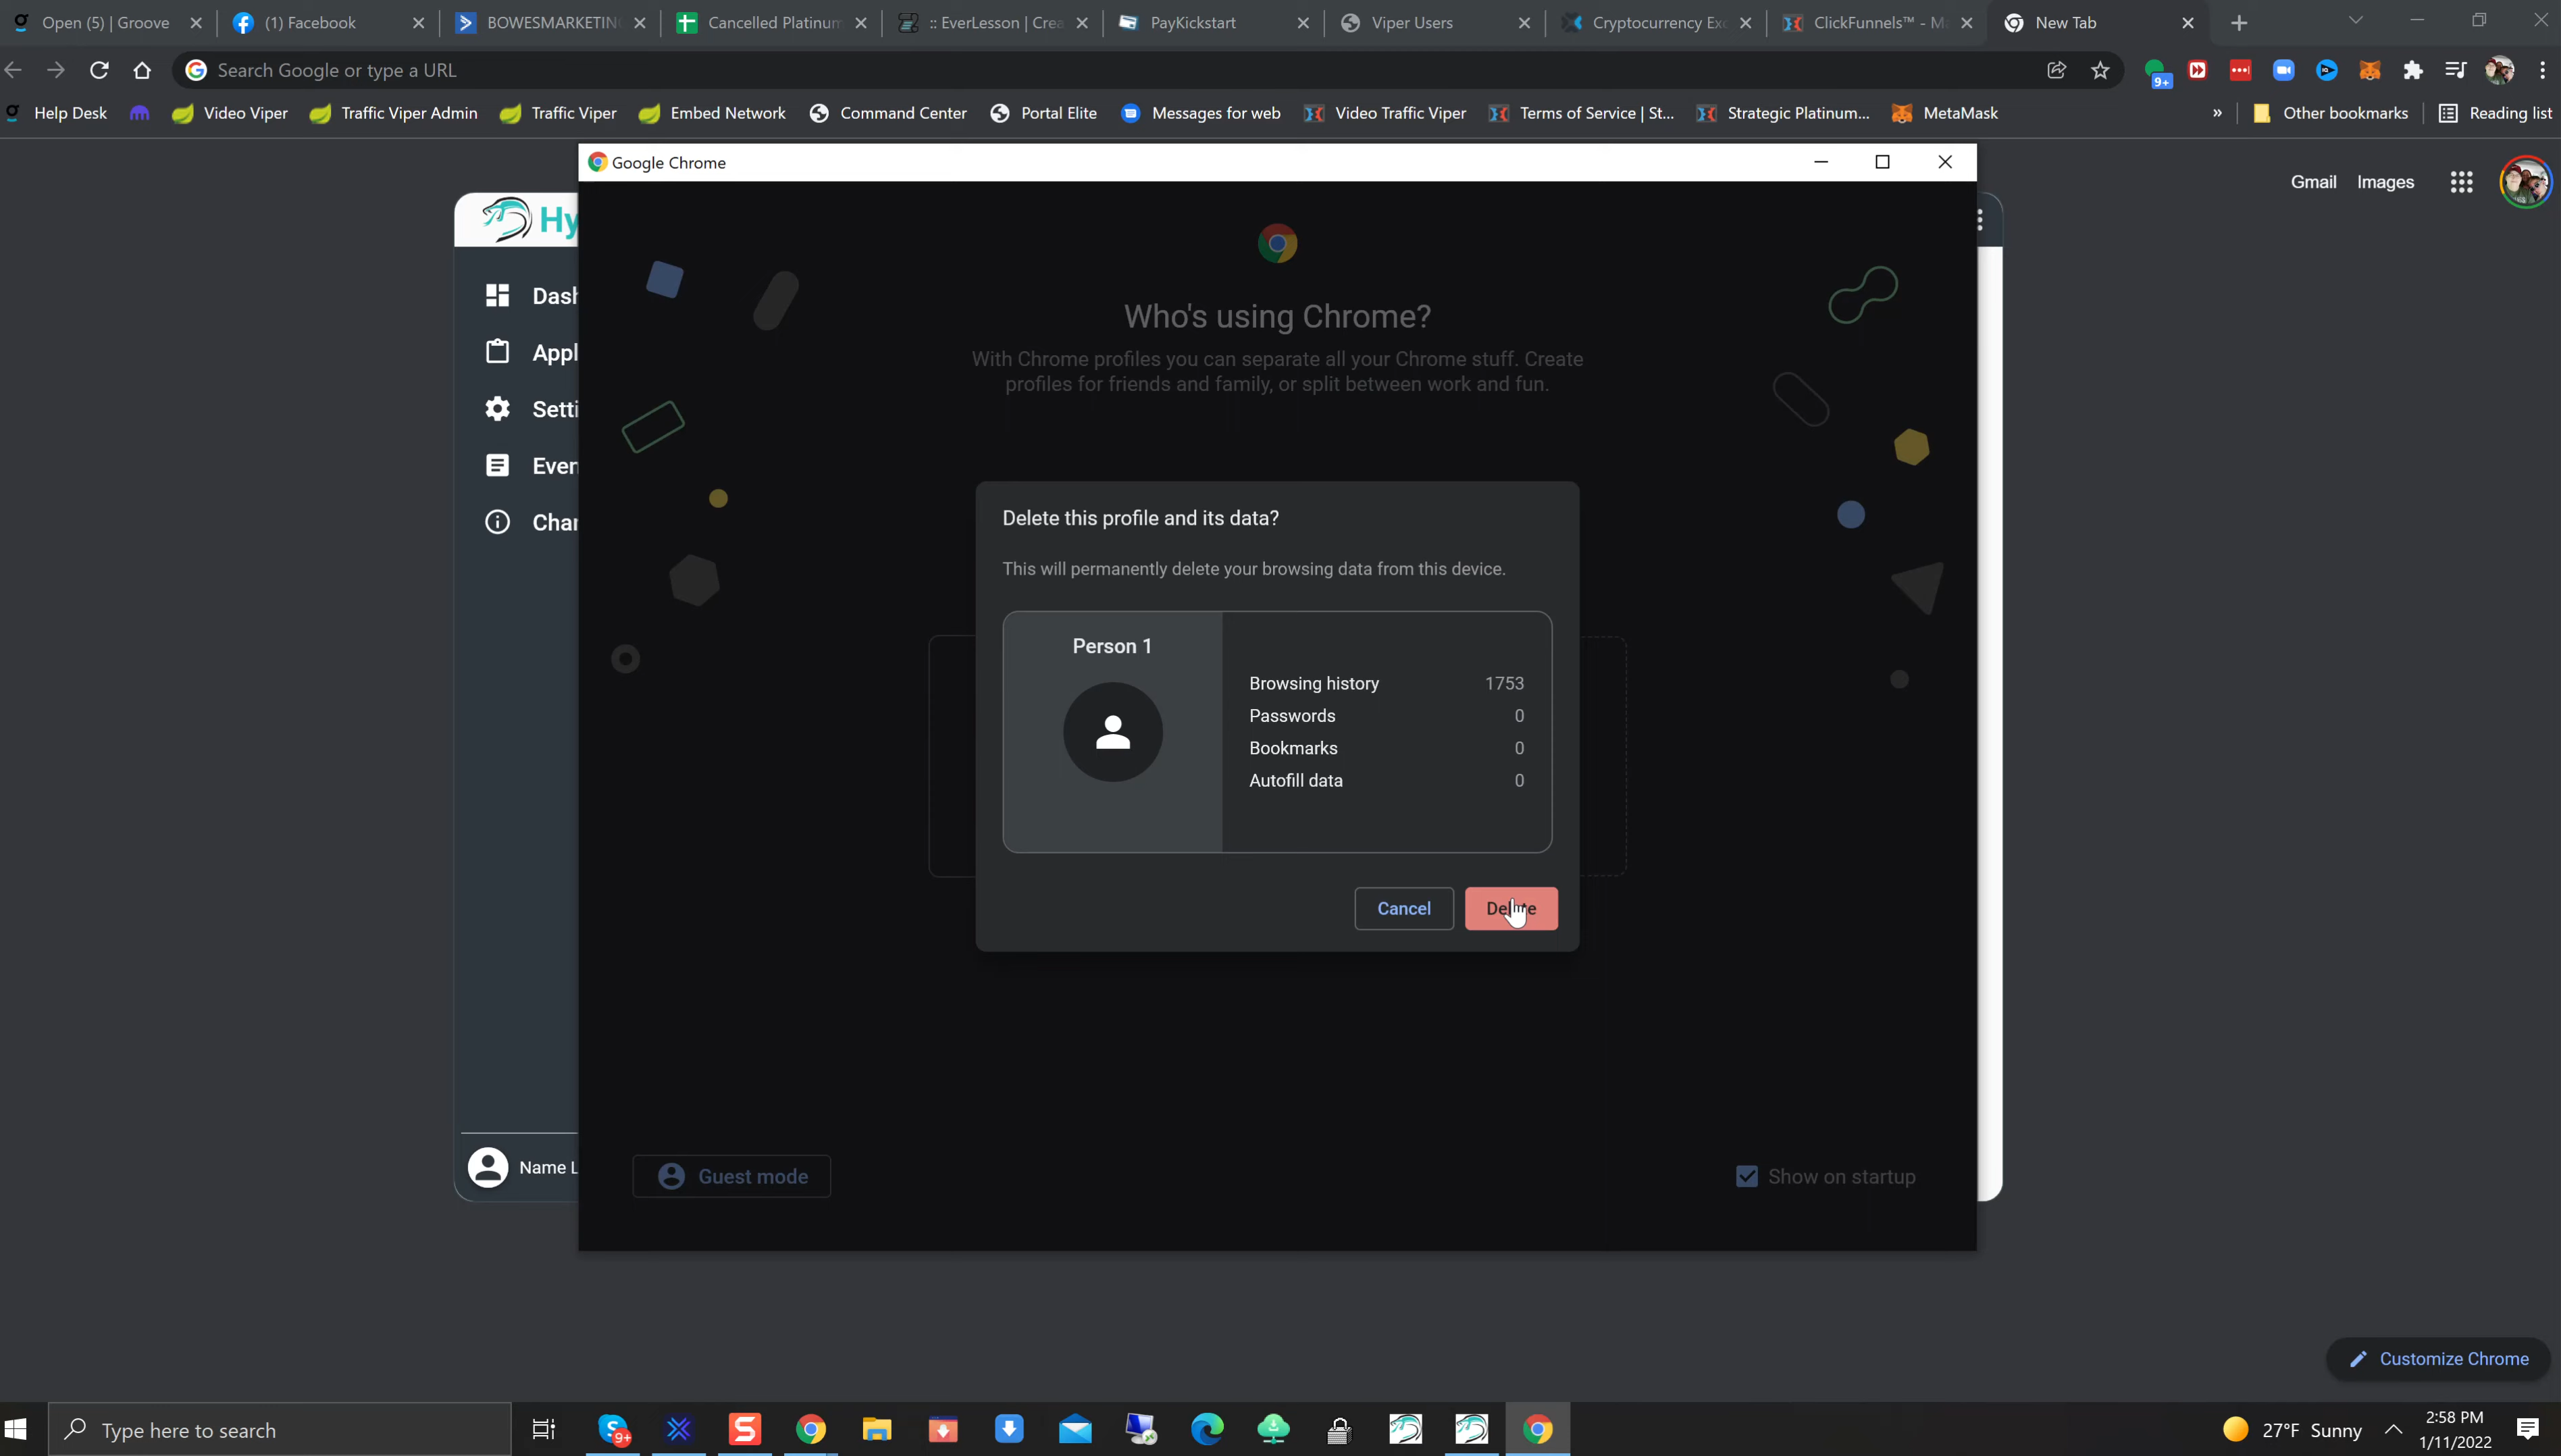 Open (5) | Groove
(1) Facebook
BOWESMARKETIN
Cancelled Platinum
:: EverLesson | Crea
PayKickstart
Viper Users
Cryptocurrency Exc
ClickFunnels™ - Ma
New Tab
Search Google or type a URL
9+
Help Desk
Video Viper
Traffic Viper Admin
Traffic Viper
Embed Network
Command Center
Portal Elite
Messages for web
Video Traffic Viper
Terms of Service | St...
Strategic Platinum...
MetaMask
»
Other bookmarks
Reading list
Google Chrome
Gmail
Images
Hy
Dash
Appl
Setti
Even
Char
Who's using Chrome?
With Chrome profiles you can separate all your Chrome stuff. Create
profiles for friends and family, or split between work and fun.
Delete this profile and its data?
This will permanently delete your browsing data from this device.
Person 1
Browsing history 1753
Passwords 0
Bookmarks 0
Autofill data 0
Cancel
Delete
Name L
Guest mode
Show on startup
Customize Chrome
Type here to search
9+
27°F Sunny
2:58 PM
1/11/2022